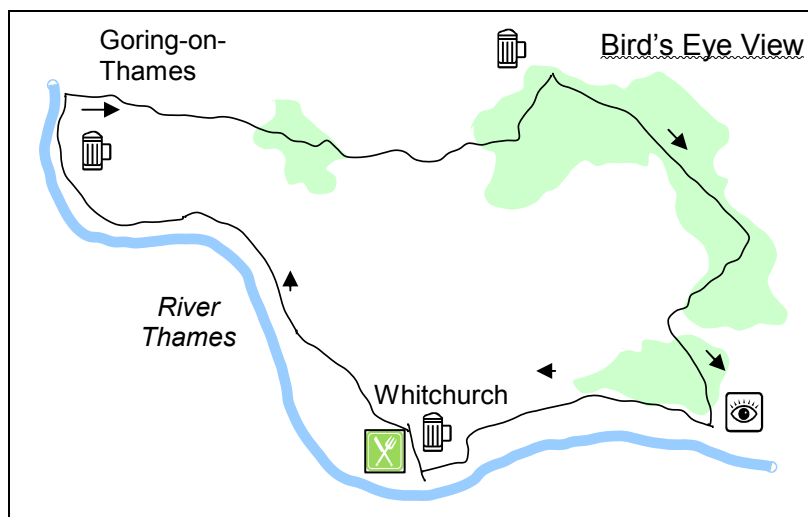 Goring-on-
Thames
Bird's Eye View
River
Thames
Whitchurch